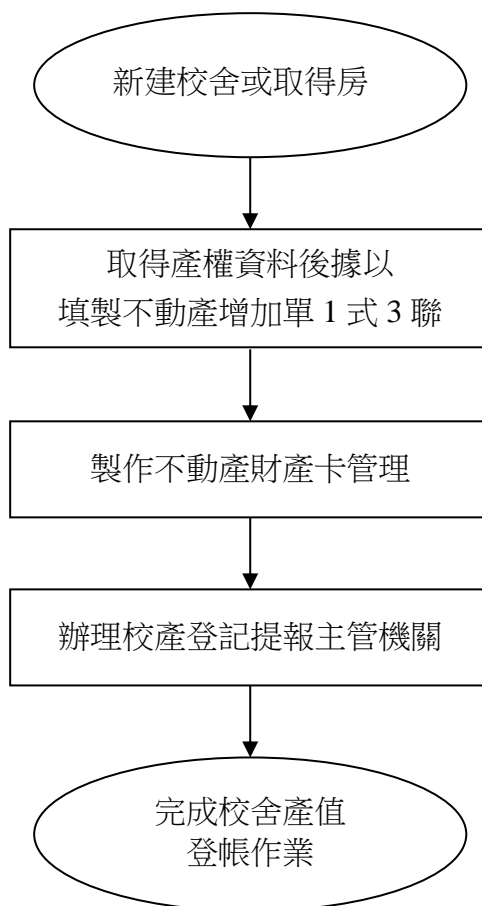 新建校舍或取得房
取得產權資料後據以
填製不動產增加單 1 式 3 聯
製作不動產財產卡管理
辦理校產登記提報主管機關
完成校舍產值
登帳作業